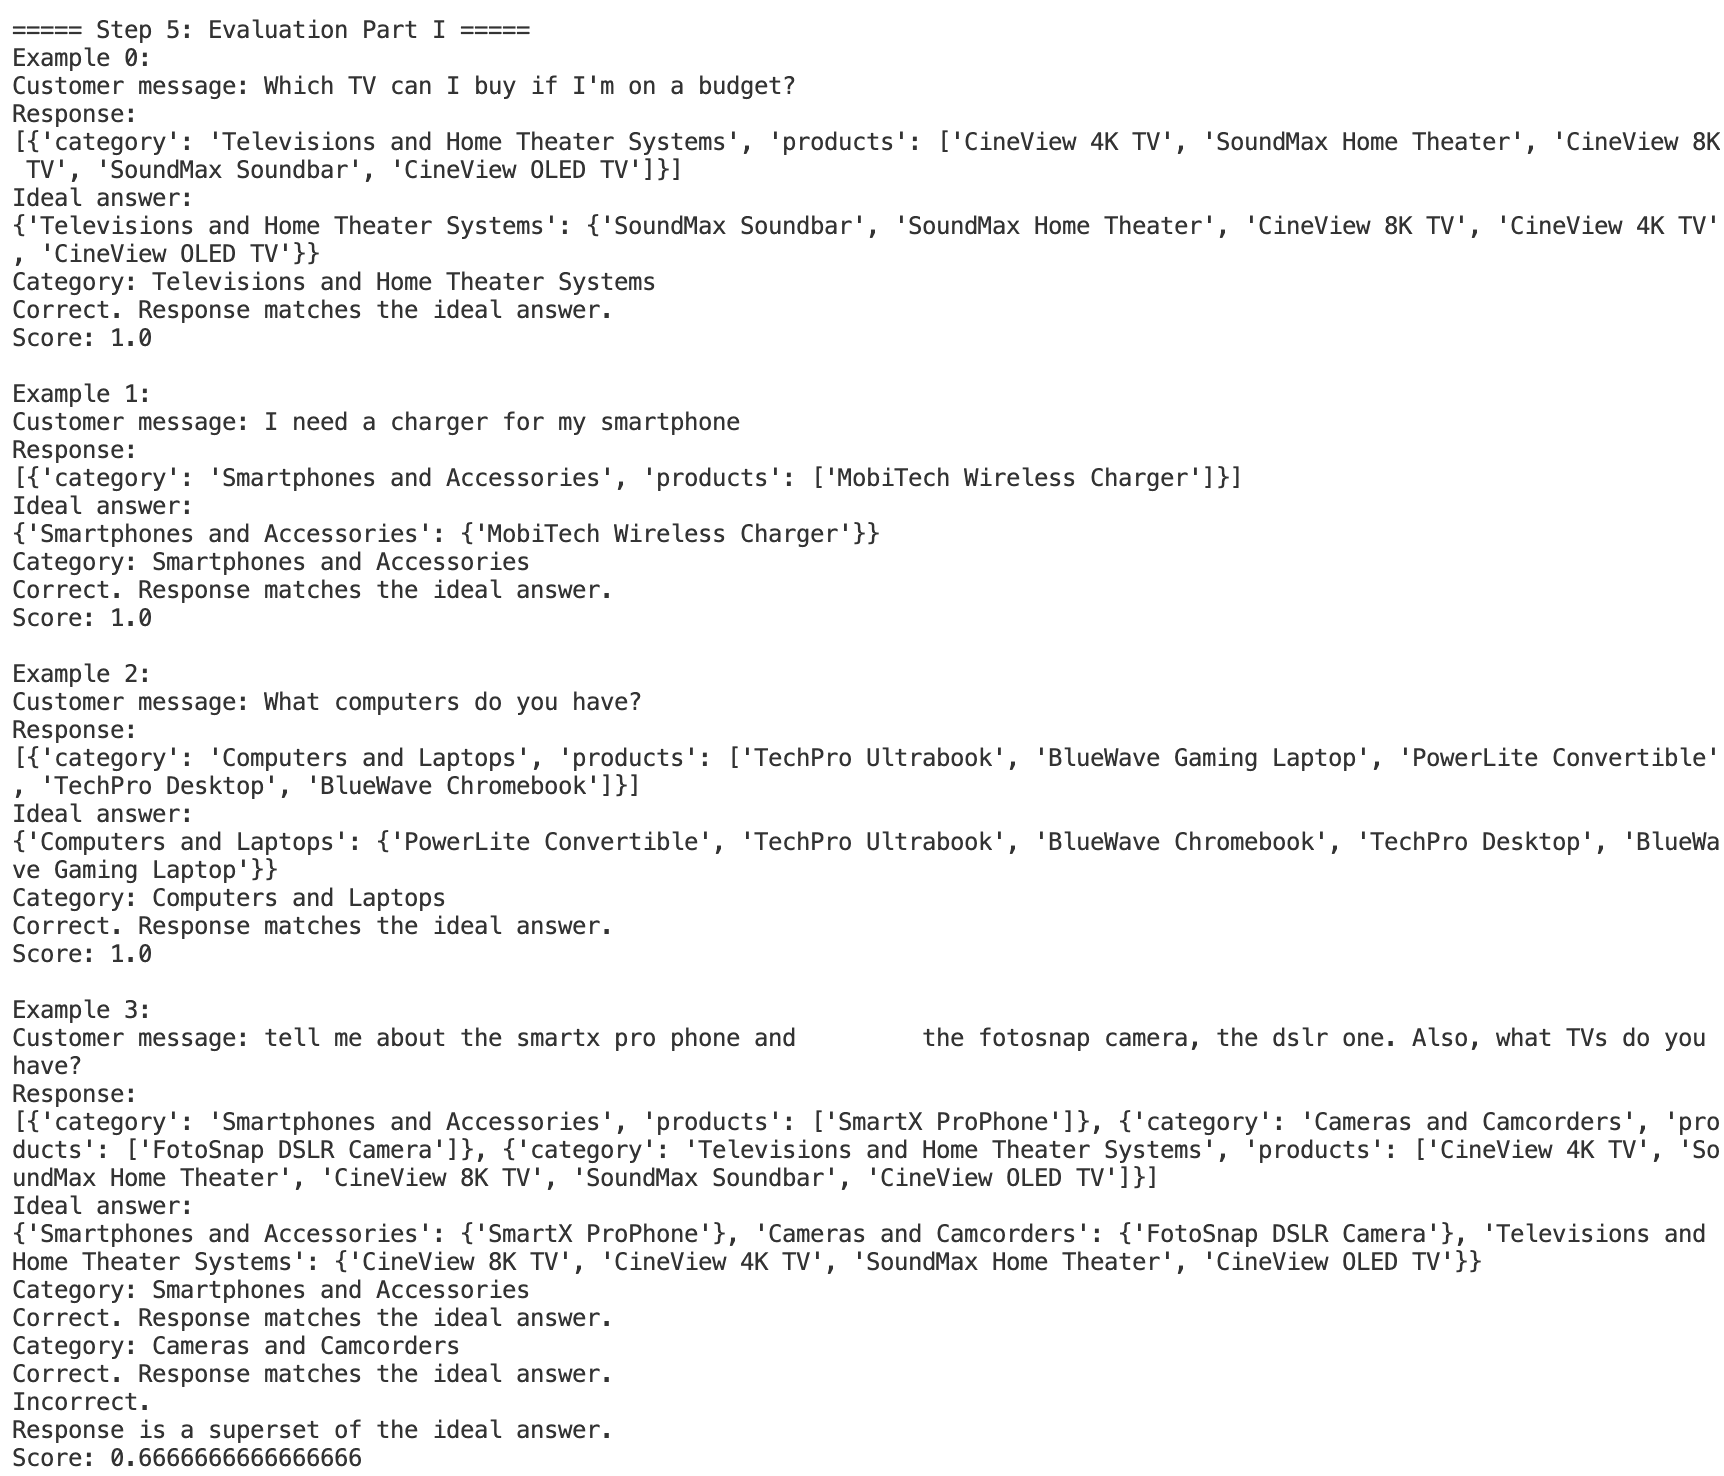 ===== Step 5: Evaluation Part I =====
Example 0:
Customer message: Which TV can I buy if I'm on a budget?
Response:
[{'category': 'Televisions and Home Theater Systems', 'products': ['CineView 4K TV', 'SoundMax Home Theater', 'CineView 8K
 TV', 'SoundMax Soundbar', 'CineView OLED TV']}]
Ideal answer:
{'Televisions and Home Theater Systems': {'SoundMax Soundbar', 'SoundMax Home Theater', 'CineView 8K TV', 'CineView 4K TV'
, 'CineView OLED TV'}}
Category: Televisions and Home Theater Systems
Correct. Response matches the ideal answer.
Score: 1.0

Example 1:
Customer message: I need a charger for my smartphone
Response:
[{'category': 'Smartphones and Accessories', 'products': ['MobiTech Wireless Charger']}]
Ideal answer:
{'Smartphones and Accessories': {'MobiTech Wireless Charger'}}
Category: Smartphones and Accessories
Correct. Response matches the ideal answer.
Score: 1.0

Example 2:
Customer message: What computers do you have?
Response:
[{'category': 'Computers and Laptops', 'products': ['TechPro Ultrabook', 'BlueWave Gaming Laptop', 'PowerLite Convertible'
, 'TechPro Desktop', 'BlueWave Chromebook']}]
Ideal answer:
{'Computers and Laptops': {'PowerLite Convertible', 'TechPro Ultrabook', 'BlueWave Chromebook', 'TechPro Desktop', 'BlueWa
ve Gaming Laptop'}}
Category: Computers and Laptops
Correct. Response matches the ideal answer.
Score: 1.0

Example 3:
Customer message: tell me about the smartx pro phone and         the fotosnap camera, the dslr one. Also, what TVs do you
have?
Response:
[{'category': 'Smartphones and Accessories', 'products': ['SmartX ProPhone']}, {'category': 'Cameras and Camcorders', 'pro
ducts': ['FotoSnap DSLR Camera']}, {'category': 'Televisions and Home Theater Systems', 'products': ['CineView 4K TV', 'So
undMax Home Theater', 'CineView 8K TV', 'SoundMax Soundbar', 'CineView OLED TV']}]
Ideal answer:
{'Smartphones and Accessories': {'SmartX ProPhone'}, 'Cameras and Camcorders': {'FotoSnap DSLR Camera'}, 'Televisions and
Home Theater Systems': {'CineView 8K TV', 'CineView 4K TV', 'SoundMax Home Theater', 'CineView OLED TV'}}
Category: Smartphones and Accessories
Correct. Response matches the ideal answer.
Category: Cameras and Camcorders
Correct. Response matches the ideal answer.
Incorrect.
Response is a superset of the ideal answer.
Score: 0.6666666666666666